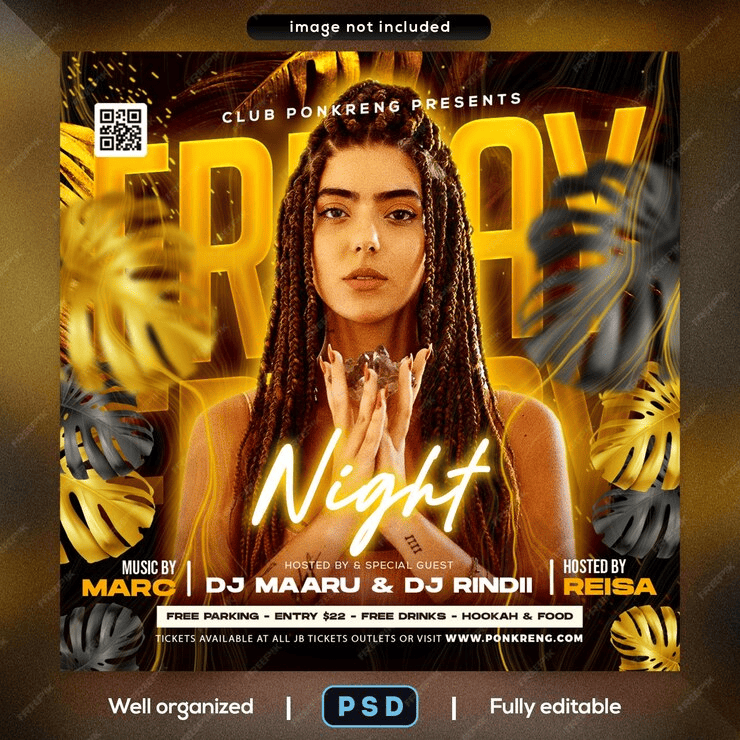 image not included
CLUB PONKRENG PRESENTS
FRIDAY
Night
MUSIC BY
MARC
HOSTED BY & SPECIAL GUEST
DJ MAARU & DJ RINDII
HOSTED BY
REISA
FREE PARKING - ENTRY $22 - FREE DRINKS - HOOKAH & FOOD
TICKETS AVAILABLE AT ALL JB TICKETS OUTLETS OR VISIT WWW.PONKRENG.COM
Well organized | PSD | Fully editable